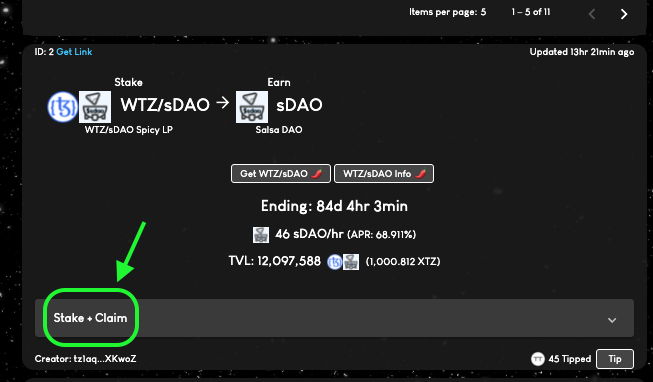 Items per page: 5 1 – 5 of 11
ID: 2 Get Link Updated 13hr 21min ago
Stake Earn
WTZ/sDAO → sDAO
WTZ/sDAO Spicy LP Salsa DAO
Get WTZ/sDAO 🌶️ WTZ/sDAO Info 🌶️
Ending: 84d 4hr 3min
46 sDAO/hr (APR: 68.911%)
TVL: 12,097,588 (1,000.812 XTZ)
Stake + Claim
Creator: tz1aq...XKwoZ 45 Tipped Tip